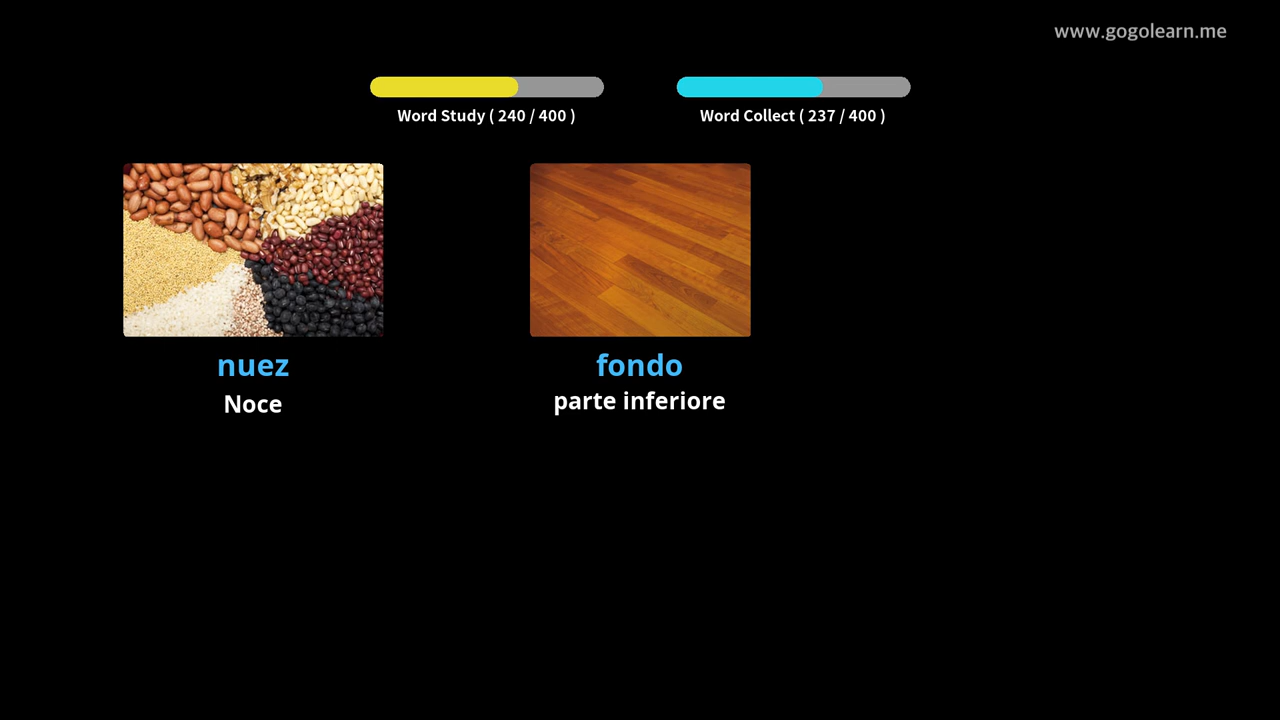 www.gogolearn.me
Word Study ( 240 / 400 )
Word Collect ( 237 / 400 )
nuez
Noce
fondo
parte inferiore